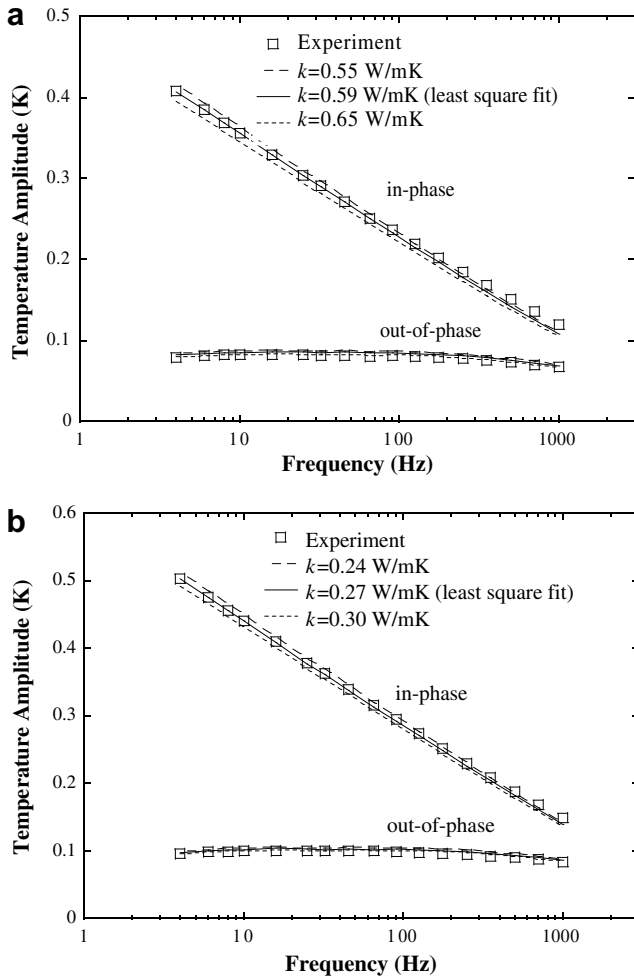 a
0.5
Experiment
k=0.55 W/mK
k=0.59 W/mK (least square fit)
k=0.65 W/mK
0.4
0.3
in-phase
0.2
out-of-phase
0.1
0
1
10
100
1000
Temperature Amplitude (K)
Frequency (Hz)
b
0.6
Experiment
k=0.24 W/mK
k=0.27 W/mK (least square fit)
k=0.30 W/mK
0.5
0.4
in-phase
0.3
0.2
out-of-phase
0.1
0
1
10
100
1000
Temperature Amplitude (K)
Frequency (Hz)